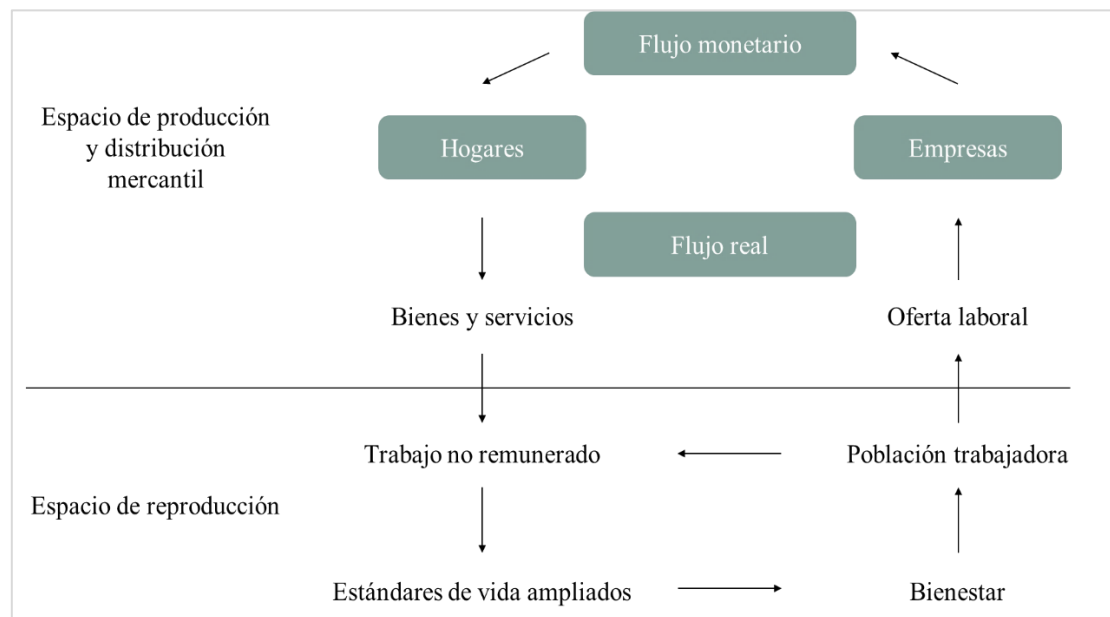 Flujo monetario
Espacio de producción
y distribución
mercantil
Hogares
Empresas
Flujo real
Bienes y servicios
Oferta laboral
Trabajo no remunerado
Población trabajadora
Espacio de reproducción
Estándares de vida ampliados
Bienestar